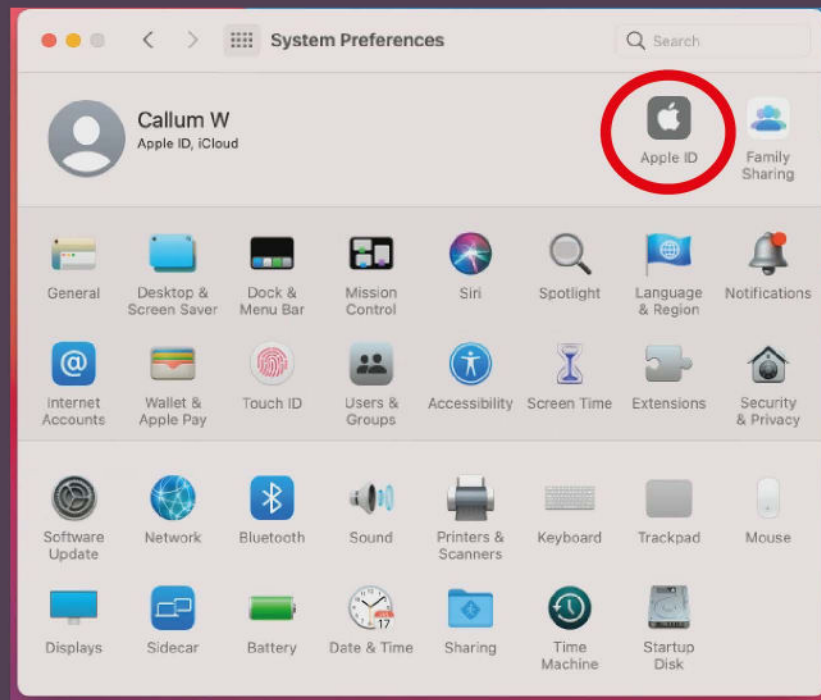 System Preferences
Search
Callum W
Apple ID, iCloud
Apple ID
Family
Sharing
General
Desktop &
Screen Saver
Dock &
Menu Bar
Mission
Control
Siri
Spotlight
Language
& Region
Notifications
Internet
Accounts
Wallet &
Apple Pay
Touch ID
Users &
Groups
Accessibility
Screen Time
Extensions
Security
& Privacy
Software
Update
Network
Bluetooth
Sound
Printers &
Scanners
Keyboard
Trackpad
Mouse
Displays
Sidecar
Battery
Date & Time
17
Sharing
Time
Machine
Startup
Disk